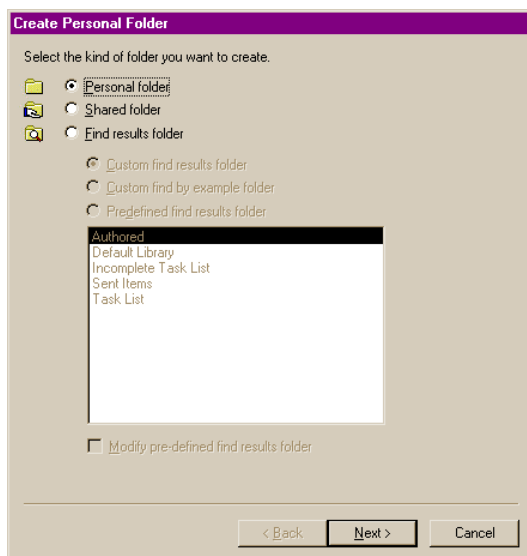 Create Personal Folder
Select the kind of folder you want to create.
Personal folder
Shared folder
Find results folder
Custom find results folder
Custom find by example folder
Predefined find results folder
Authored
Default Library
Incomplete Task List
Sent Items
Task List
Modify pre-defined find results folder
< Back Next > Cancel